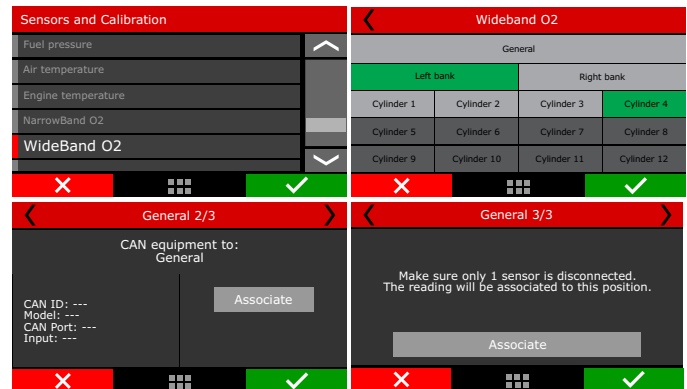 Sensors and Calibration
Fuel pressure
Air temperature
Engine temperature
NarrowBand O2
WideBand O2
Wideband O2
General
Left bank Right bank
Cylinder 1 Cylinder 2 Cylinder 3 Cylinder 4
Cylinder 5 Cylinder 6 Cylinder 7 Cylinder 8
Cylinder 9 Cylinder 10 Cylinder 11 Cylinder 12
General 2/3
CAN equipment to:
General
CAN ID: ---
Model: ---
CAN Port: ---
Input: ---
Associate
General 3/3
Make sure only 1 sensor is disconnected.
The reading will be associated to this position.
Associate